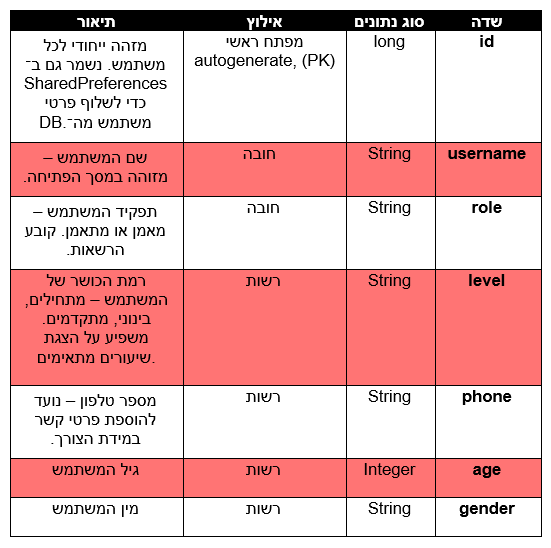 שדה סוג נתונים אילוץ תיאור
id long מפתח ראשי מזהה ייחודי לכל
autogenerate, (PK) משתמש. נשמר גם ב־
SharedPreferences
כדי לשלוף פרטי
משתמש מה־DB.
username String חובה שם המשתמש –
מזוהה במסך הפתיחה.
role String חובה תפקיד המשתמש –
מאמן או מתאמן. קובע
הרשאות.
level String רשות רמת הכושר של
המשתמש – מתחילים,
בינוני, מתקדמים.
משפיע על הצגת
שיעורים מתאימים.
phone String רשות מספר טלפון – נועד
להוספת פרטי קשר
במידת הצורך.
age Integer רשות גיל המשתמש
gender String רשות מין המשתמש